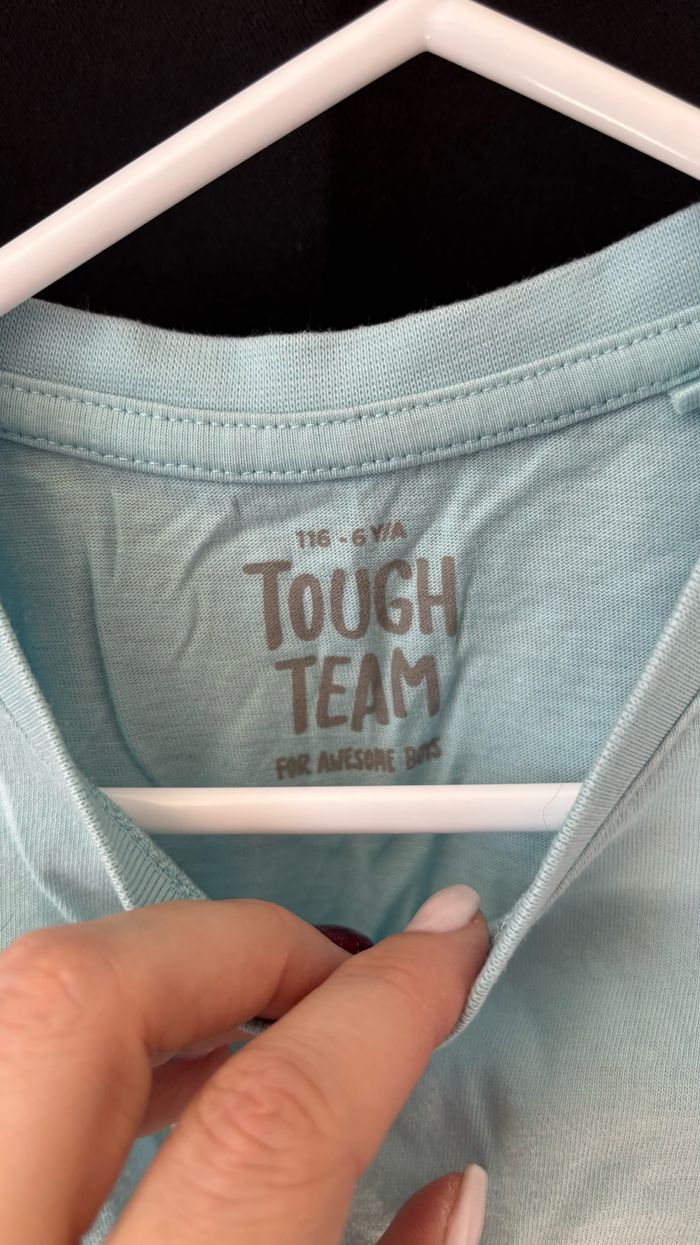 116 - 6 Y/A
TOUGH
TEAM
FOR AWESOME BOYS